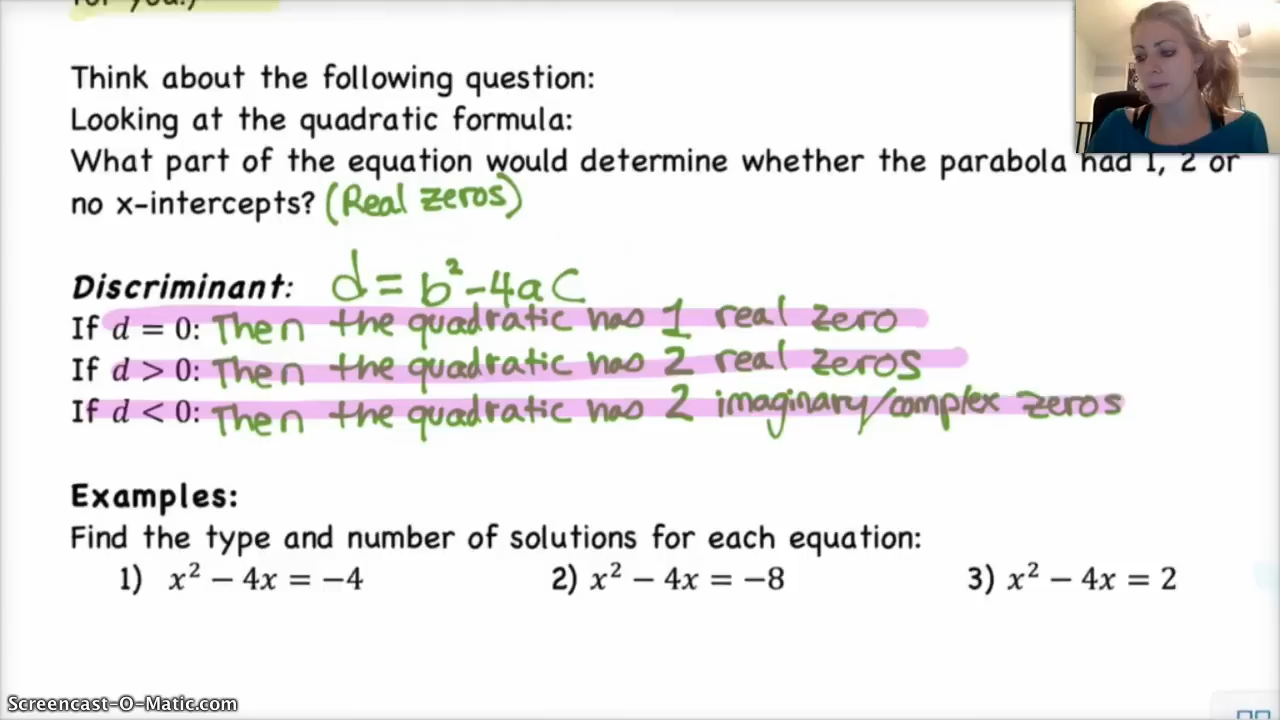 for you!)
Think about the following question:
Looking at the quadratic formula:
What part of the equation would determine whether the parabola had 1, 2 or
no x-intercepts? (Real zeros)
Discriminant: d = b² - 4ac
If d = 0: Then the quadratic has 1 real zero
If d > 0: Then the quadratic has 2 real zeros
If d < 0: Then the quadratic has 2 imaginary/complex zeros
Examples:
Find the type and number of solutions for each equation:
1) x² − 4x = −4 2) x² − 4x = −8 3) x² − 4x = 2
Screencast-O-Matic.com